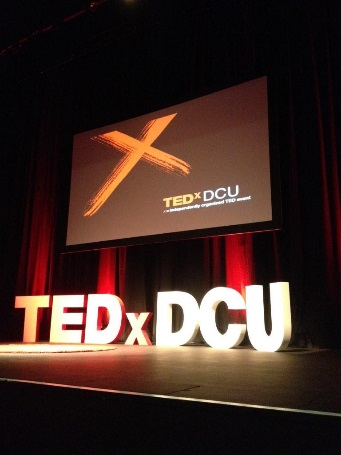 X
TEDxDCU
x = independently organized TED event
TEDxDCU